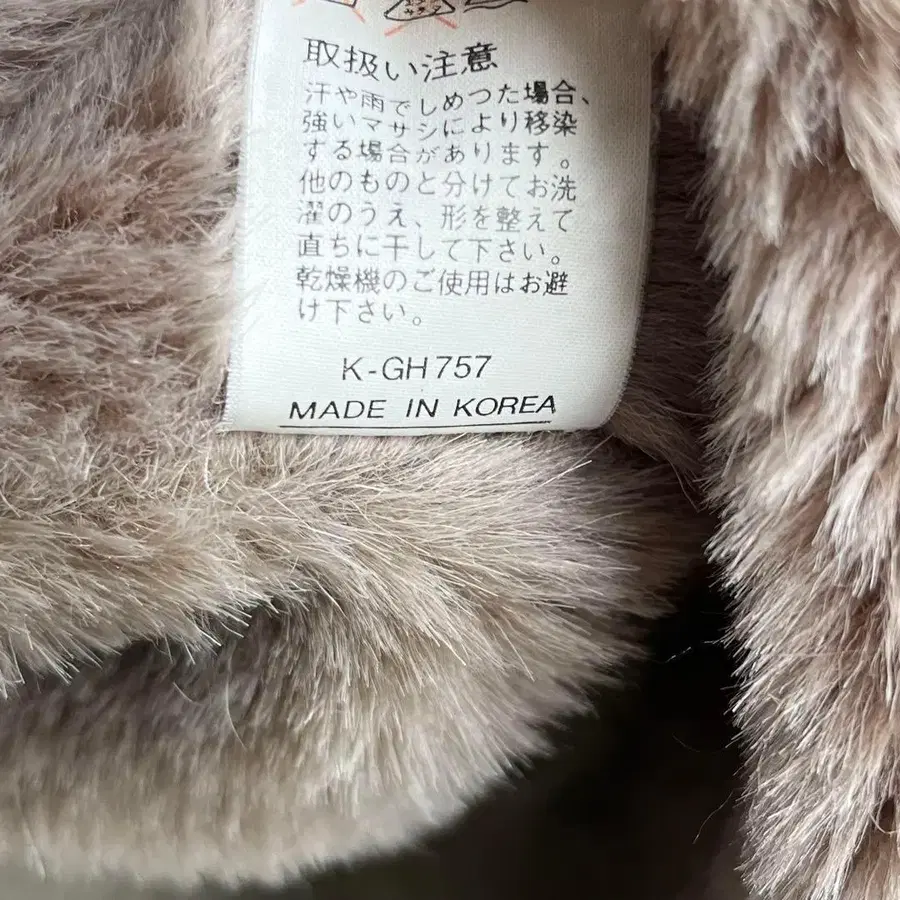 取扱い注意
汗や雨でしめつた場合、
強いマサシにより移染
する場合があります。
他のものと分けてお洗
濯のうえ、形を整えて
直ちに干して下さい。
乾燥機のご使用はお避
け下さい。
K-GH757
MADE IN KOREA